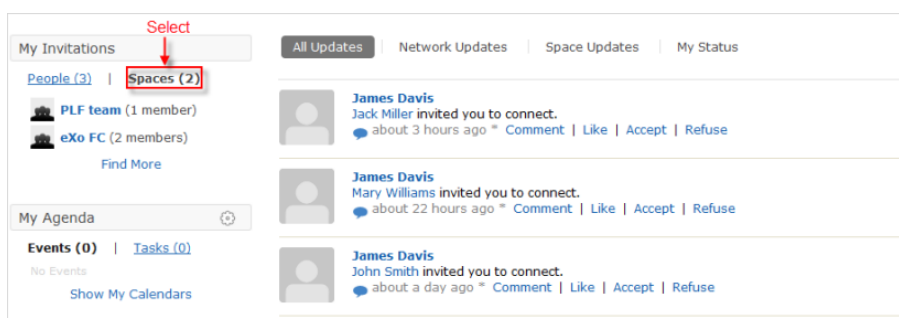 Select
My Invitations
People (3) | Spaces (2)
PLF team (1 member)
eXo FC (2 members)
Find More
My Agenda
Events (0) | Tasks (0)
No Events
Show My Calendars
All Updates | Network Updates | Space Updates | My Status
James Davis
Jack Miller invited you to connect.
about 3 hours ago * Comment | Like | Accept | Refuse
James Davis
Mary Williams invited you to connect.
about 22 hours ago * Comment | Like | Accept | Refuse
James Davis
John Smith invited you to connect.
about a day ago * Comment | Like | Accept | Refuse